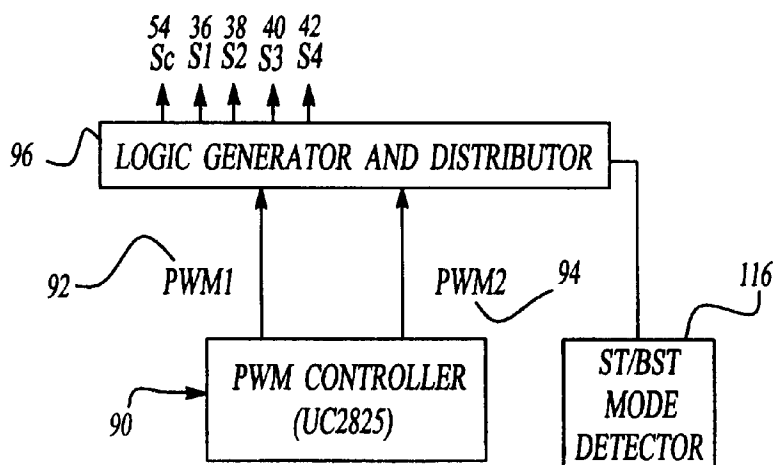 54 36 38 40 42
Sc S1 S2 S3 S4
96
LOGIC GENERATOR AND DISTRIBUTOR
92
PWM1
PWM2
94
116
90
PWM CONTROLLER
(UC2825)
ST/BST
MODE
DETECTOR